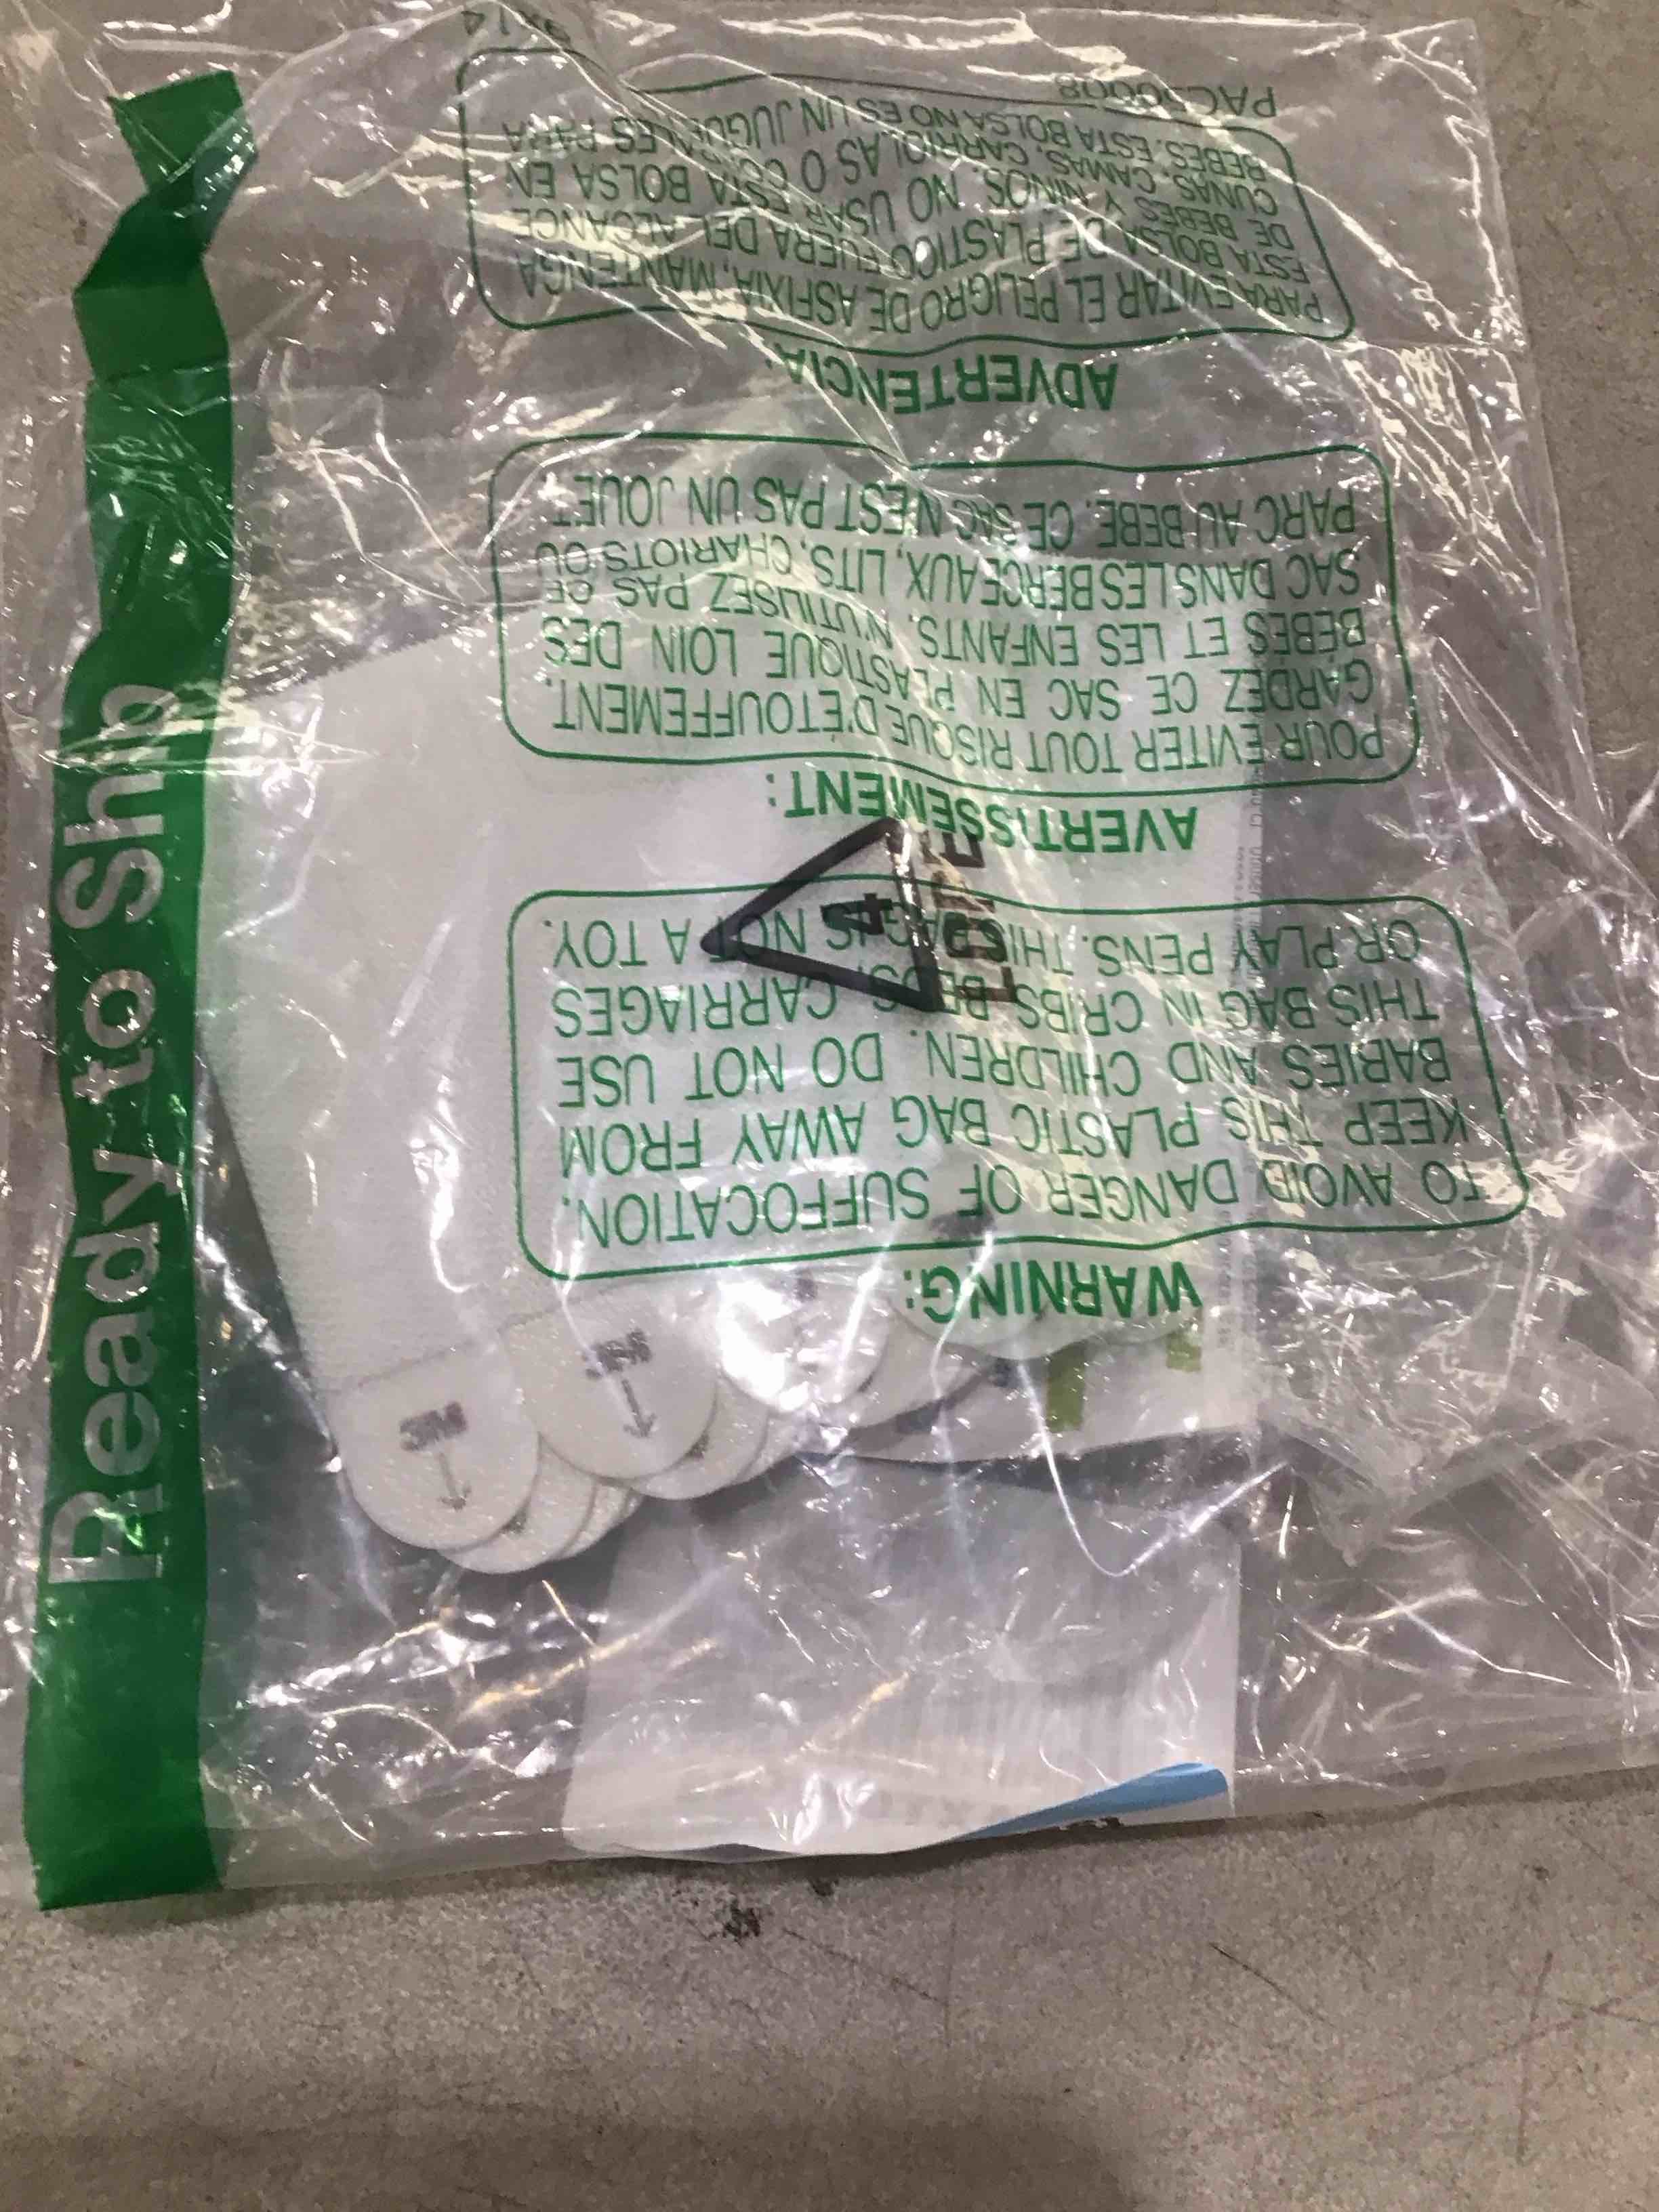 Ready to Ship
WARNING:
TO AVOID DANGER OF SUFFOCATION.
KEEP THIS PLASTIC BAG AWAY FROM
BABIES AND CHILDREN. DO NOT USE
THIS BAG IN CRIBS, BEDS, CARRIAGES
OR PLAY PENS. THIS BAG IS NOT A TOY.
4
LDPE
AVERTISSEMENT:
POUR EVITER TOUT RISQUE D'ÉTOUFFEMENT.
GARDEZ CE SAC EN PLASTIQUE LOIN DES
BEBES ET LES ENFANTS. N'UTILISEZ PAS CE
SAC DANS LES BERCEAUX, LITS, CHARIOTS OU
PARC AU BEBE. CE SAC N'EST PAS UN JOUET.
ADVERTENCIA:
PARA EVITAR EL PELIGRO DE ASFIXIA, MANTENGA
ESTA BOLSA DE PLASTICO FUERA DEL ALCANCE
DE BEBES Y NINOS. NO USAR ESTA BOLSA EN
CUNAS, CAMAS, CARRIOLAS O PARA
BEBES. ESTA BOLSA NO ES UN
9x14
3M
3M